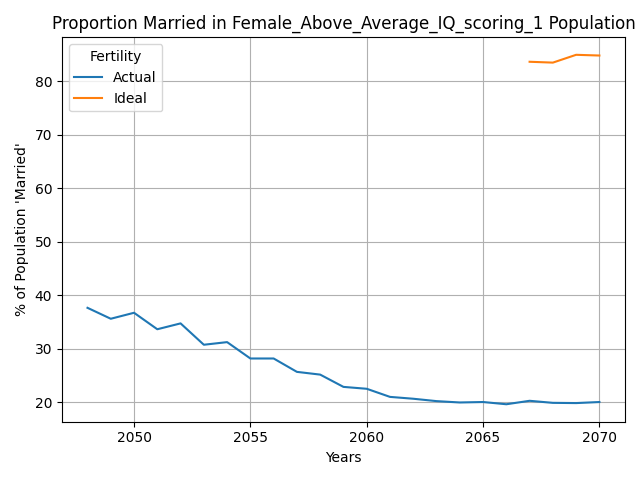 Proportion Married in Female_Above_Average_IQ_scoring_1 Population
Fertility
Actual
Ideal
% of Population 'Married'
80
70
60
50
40
30
20
2050
2055
2060
2065
2070
Years